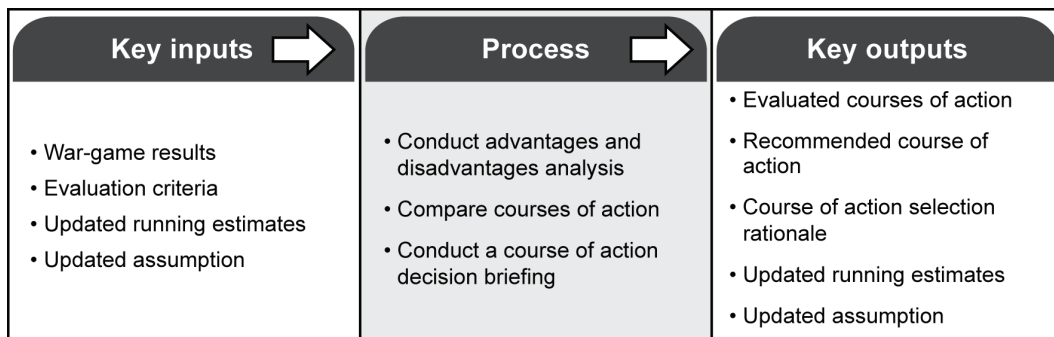 Key inputs
• War-game results
• Evaluation criteria
• Updated running estimates
• Updated assumption
Process
• Conduct advantages and
disadvantages analysis
• Compare courses of action
• Conduct a course of action
decision briefing
Key outputs
• Evaluated courses of action
• Recommended course of
action
• Course of action selection
rationale
• Updated running estimates
• Updated assumption